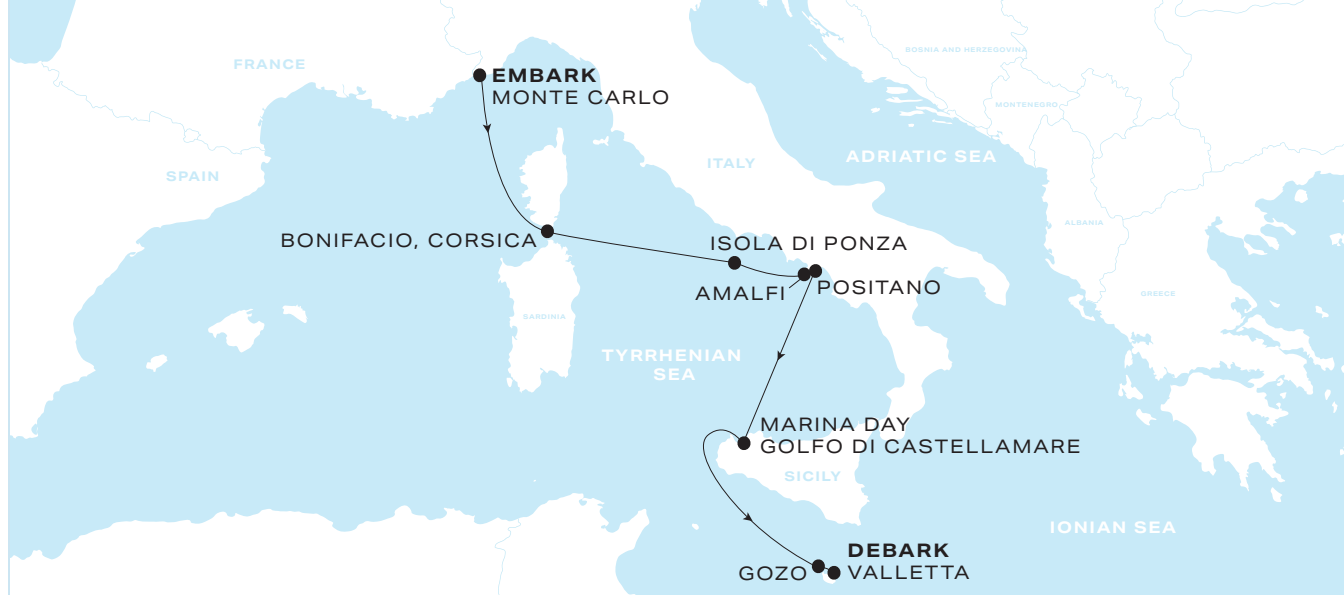 BOSNIA AND HERZEGOVINA
FRANCE
EMBARK
MONTE CARLO
MONTENEGRO
ADRIATIC SEA
ITALY
SPAIN
ALBANIA
BONIFACIO, CORSICA
ISOLA DI PONZA
AMALFI
POSITANO
GREECE
SARDINIA
TYRRHENIAN
SEA
MARINA DAY
GOLFO DI CASTELLAMARE
SICILY
IONIAN SEA
DEBARK
VALLETTA
GOZO